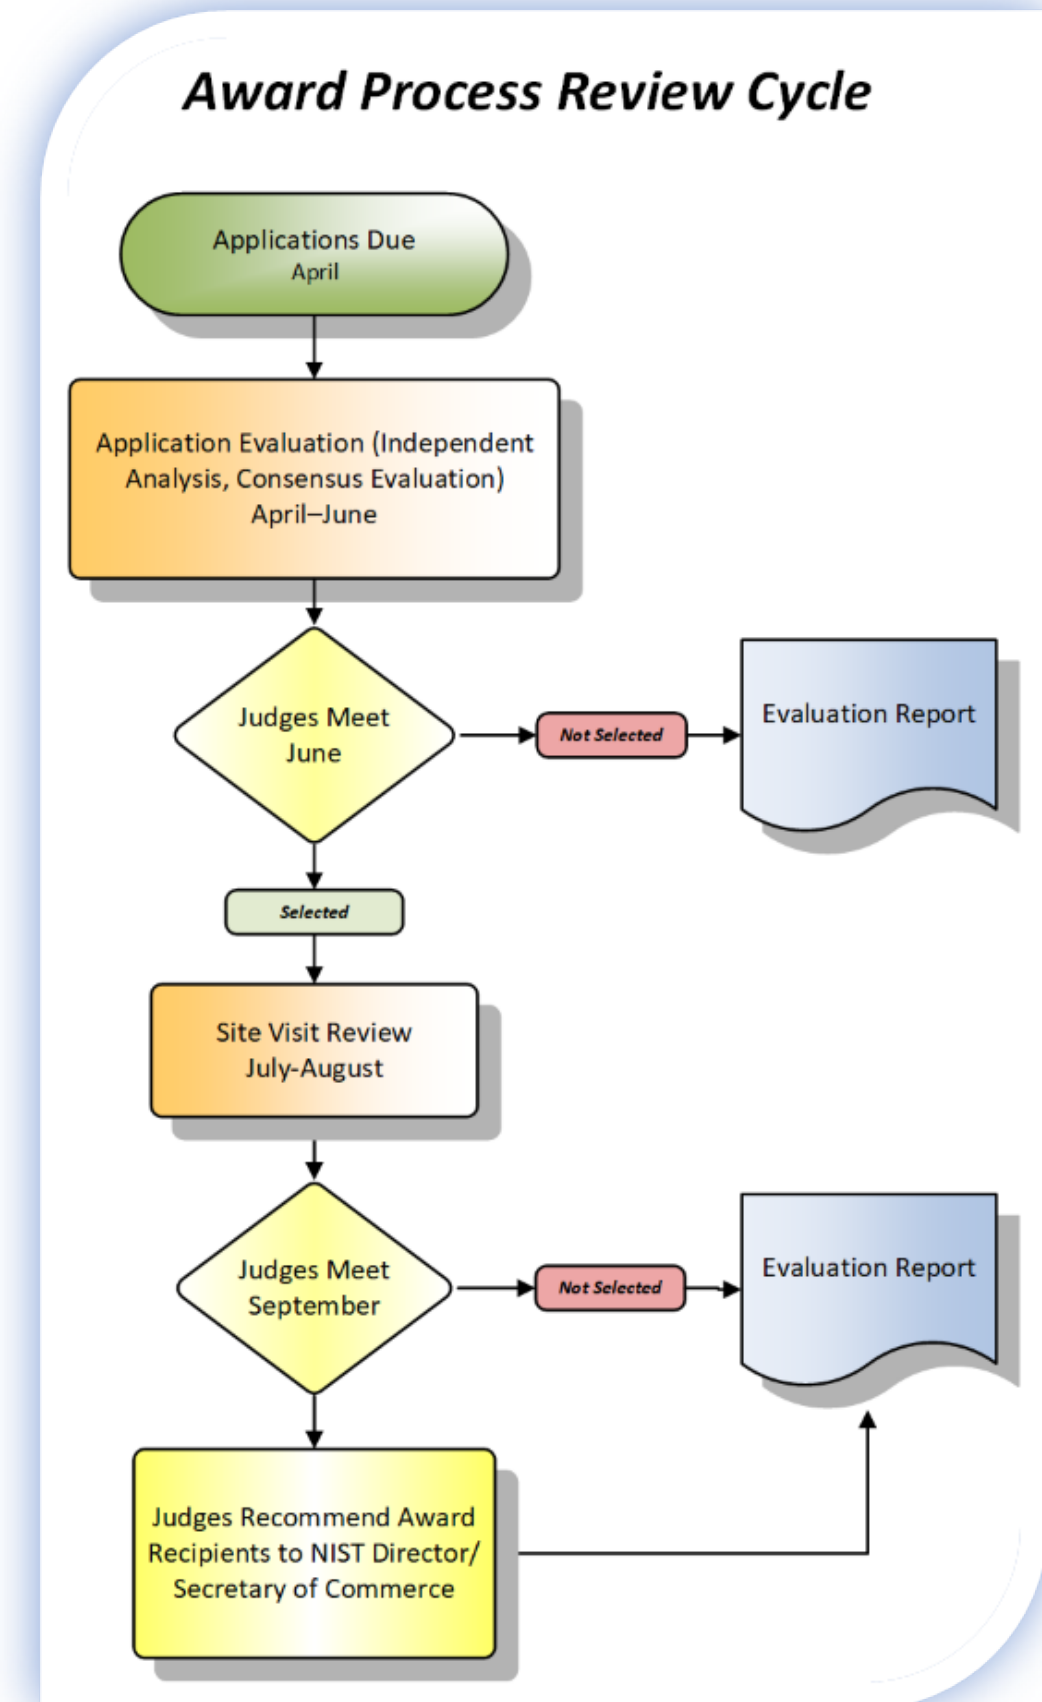 Award Process Review Cycle
Applications Due
April
Application Evaluation (Independent
Analysis, Consensus Evaluation)
April–June
Judges Meet
June
Not Selected
Evaluation Report
Selected
Site Visit Review
July-August
Judges Meet
September
Not Selected
Evaluation Report
Judges Recommend Award
Recipients to NIST Director/
Secretary of Commerce